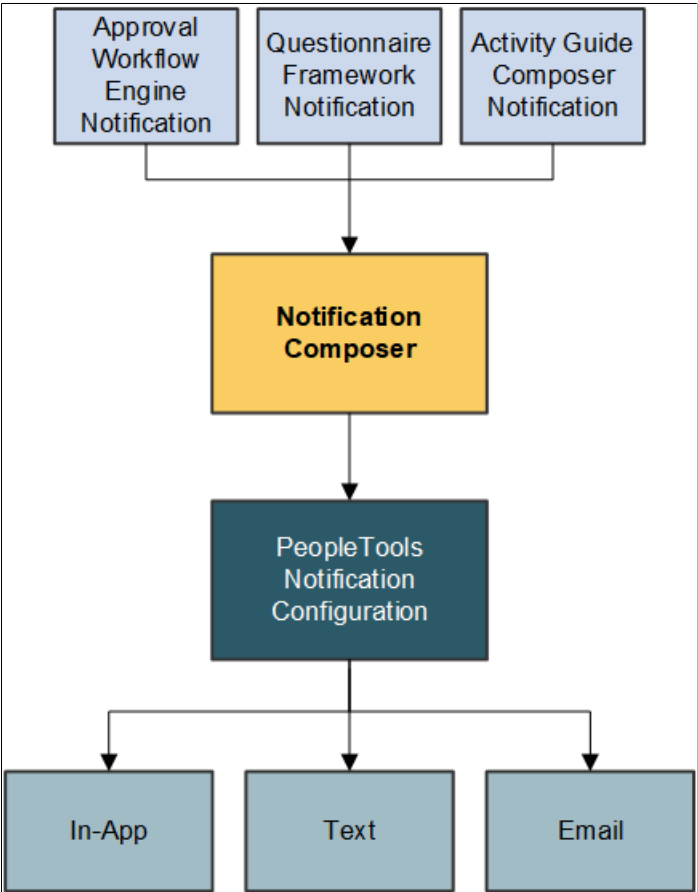 Approval
Workflow
Engine
Notification
Questionnaire
Framework
Notification
Activity Guide
Composer
Notification
Notification
Composer
PeopleTools
Notification
Configuration
In-App
Text
Email